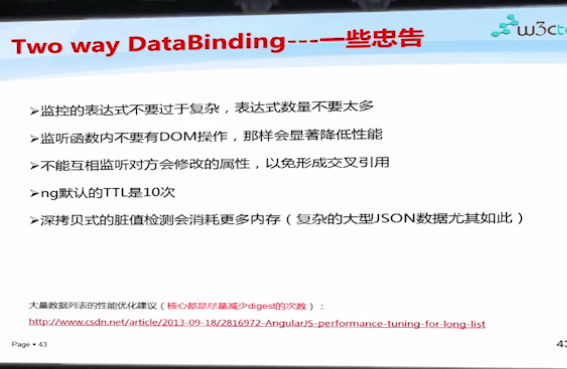 Two way DataBinding---一些忠告
w3cte
➢监控的表达式不要过于复杂，表达式数量不要太多
➢监听函数内不要有DOM操作，那样会显著降低性能
➢不能互相监听对方会修改的属性，以免形成交叉引用
➢ng默认的TTL是10次
➢深拷贝式的脏值检测会消耗更多内存（复杂的大型JSON数据尤其如此）
大量数据列表的性能优化建议（核心都是尽量减少digest的次数）：
http://www.csdn.net/article/2013-09-18/2816972-AngularJS-performance-tuning-for-long-list
Page ▪ 43
43